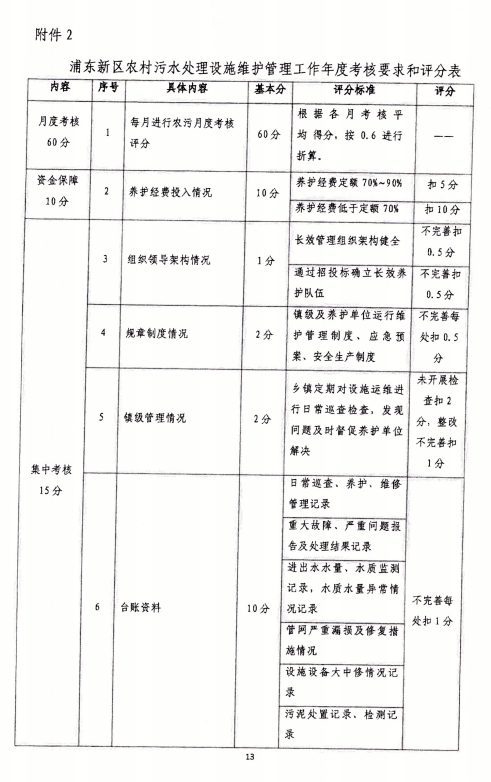 附件 2
浦东新区农村污水处理设施维护管理工作年度考核要求和评分表
内容 序号 具体内容 基本分 评分标准 评分
月度考核
60 分
1
每月进行农污月度考核
评分
60 分
根据各月考核平
均得分，按 0.6 进行
折算。
——
资金保障
10 分
2
养护经费投入情况
10 分
养护经费定额 70%~90%
扣 5 分
养护经费低于定额 70%
扣 10 分
集中考核
15 分
3
组织领导架构情况
1 分
长效管理组织架构健全
不完善扣
0.5 分
通过招投标确立长效养
护队伍
不完善扣
0.5 分
4
规章制度情况
2 分
镇级及养护单位运行维
护管理制度、应急预
案、安全生产制度
不完善每
处扣 0.5
分
5
镇级管理情况
2 分
乡镇定期对设施运维进
行日常巡查检查，发现
问题及时督促养护单位
解决
未开展检
查扣 2
分，整改
不完善扣
1 分
6
台账资料
10 分
日常巡查、养护、维修
管理记录
重大故障、严重问题报
告及处理结果记录
进出水水量、水质监测
记录，水质水量异常情
况记录
管网严重漏损及修复措
施情况
设施设备大中修情况记
录
污泥处置记录、检测记
录
不完善每
处扣 1 分
13